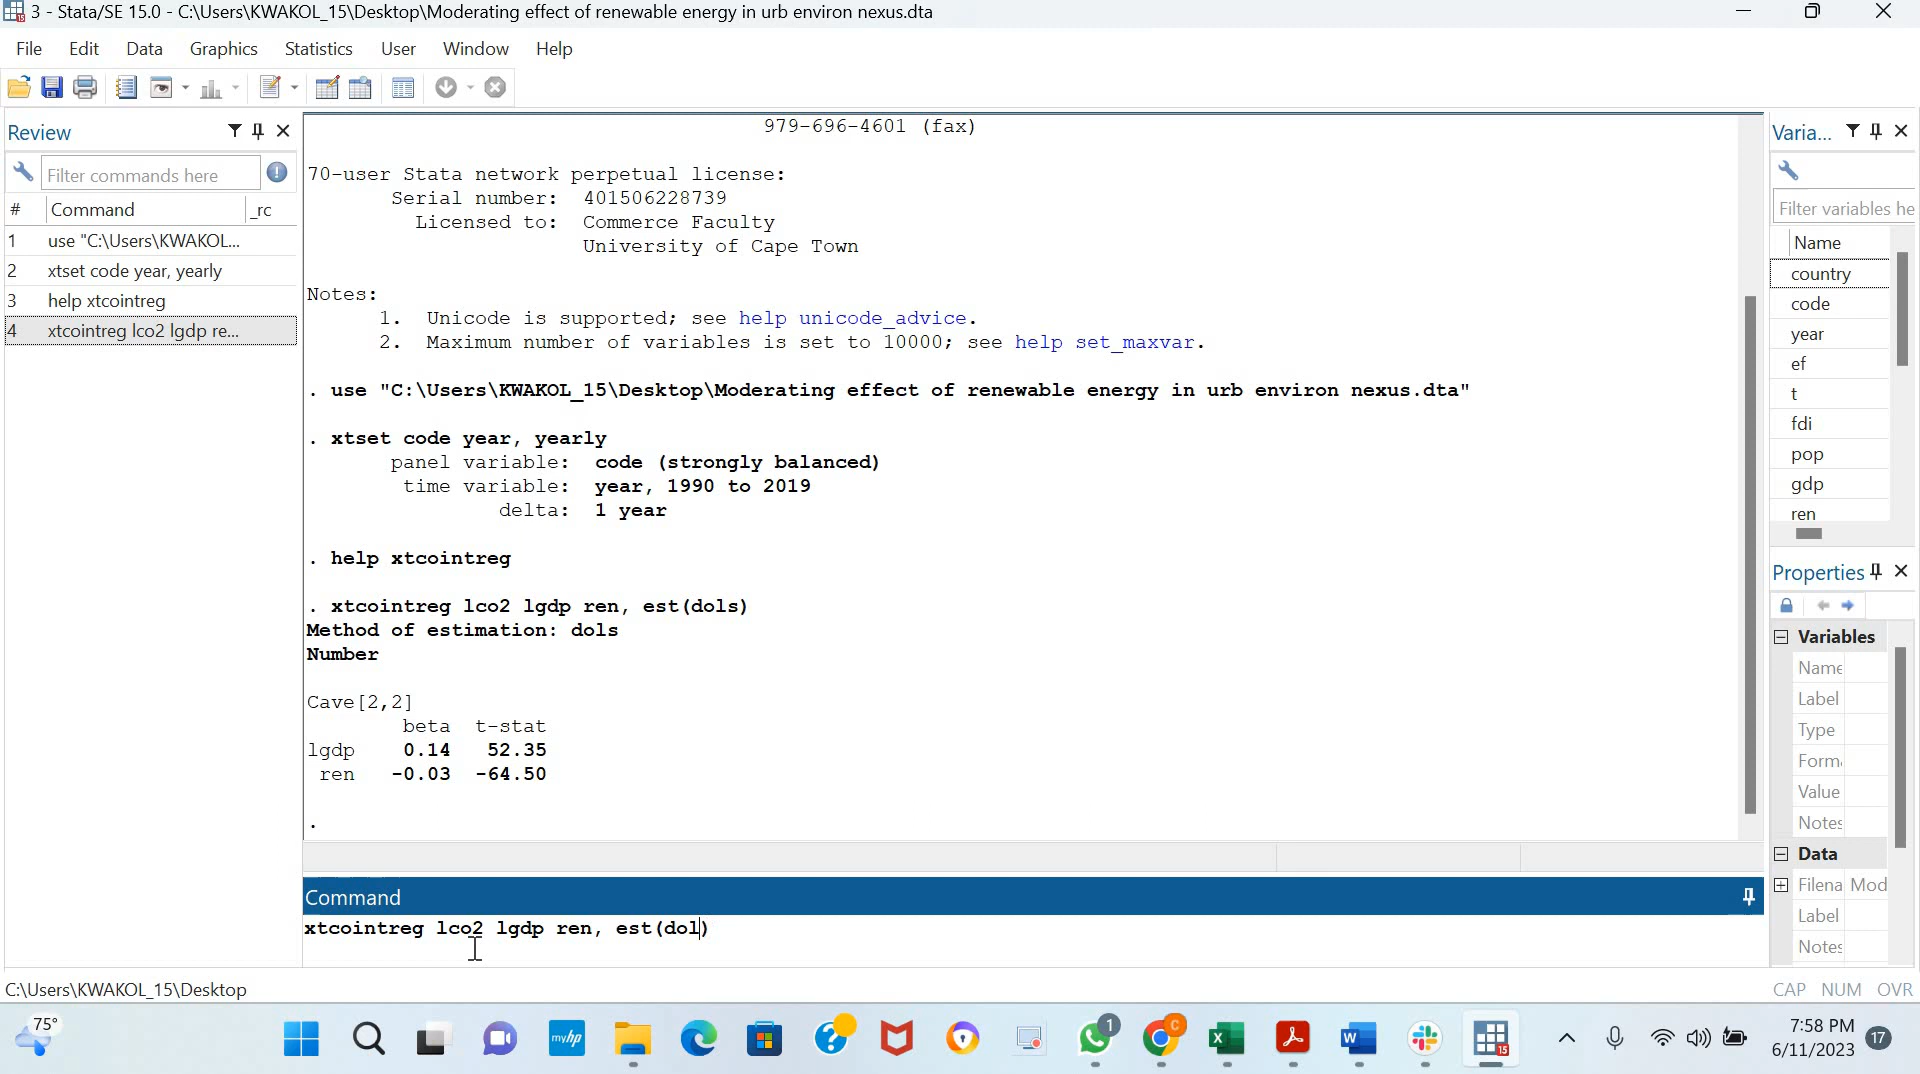 3 - Stata/SE 15.0 - C:\Users\KWAKOL_15\Desktop\Moderating effect of renewable energy in urb environ nexus.dta
File Edit Data Graphics Statistics User Window Help
Review
Filter commands here
# Command _rc
1 use "C:\Users\KWAKOL...
2 xtset code year, yearly
3 help xtcointreg
4 xtcointreg lco2 lgdp re...
979-696-4601 (fax)
70-user Stata network perpetual license:
Serial number: 401506228739
Licensed to: Commerce Faculty
University of Cape Town
Notes:
1. Unicode is supported; see help unicode_advice.
2. Maximum number of variables is set to 10000; see help set_maxvar.
. use "C:\Users\KWAKOL_15\Desktop\Moderating effect of renewable energy in urb environ nexus.dta"
. xtset code year, yearly
panel variable: code (strongly balanced)
time variable: year, 1990 to 2019
delta: 1 year
. help xtcointreg
. xtcointreg lco2 lgdp ren, est(dols)
Method of estimation: dols
Number
Cave[2,2]
beta t-stat
lgdp 0.14 52.35
ren -0.03 -64.50
.
Command
xtcointreg lco2 lgdp ren, est(dol)
Varia...
Filter variables he
Name
country
code
year
ef
t
fdi
pop
gdp
ren
Properties
Variables
Name
Label
Type
Form
Value
Notes
Data
Filena Mod
Label
Notes
C:\Users\KWAKOL_15\Desktop
CAP NUM OVR
75°
myhp
1
C
15
7:58 PM
6/11/2023
17